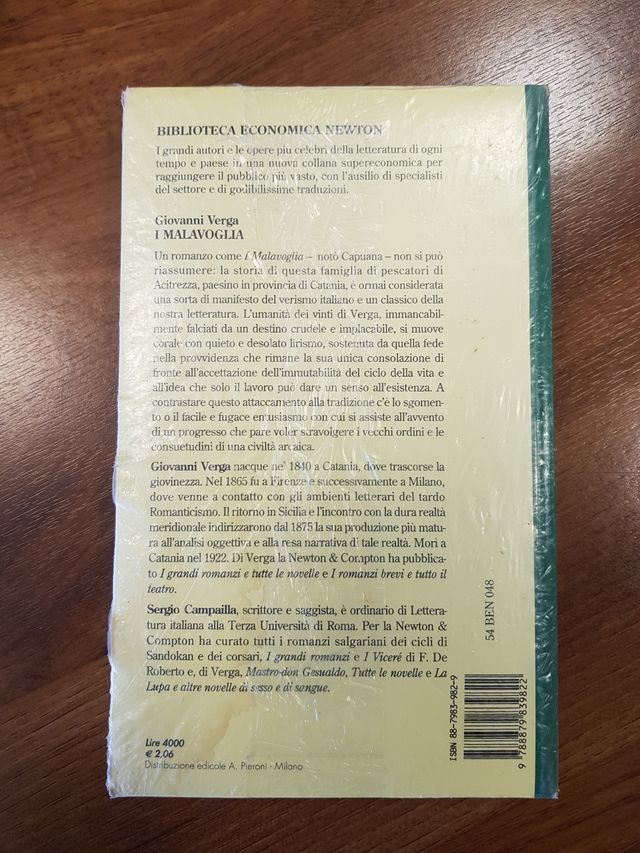 BIBLIOTECA ECONOMICA NEWTON
I grandi autori e le opere più celebri della letteratura di ogni
tempo e paese in una nuova collana supereconomica per
raggiungere il pubblico più vasto, con l'ausilio di specialisti
del settore e di godibilissime traduzioni.
Giovanni Verga
I MALAVOGLIA
Un romanzo come I Malavoglia – notò Capuana – non si può
riassumere: la storia di questa famiglia di pescatori di
Acitrezza, paesino in provincia di Catania, è ormai considerata
una sorta di manifesto del verismo italiano e un classico della
nostra letteratura. L'umanità dei vinti di Verga, immancabil-
mente falciati da un destino crudele e implacabile, si muove
corale con quieto e desolato lirismo, sostenuta da quella fede
nella provvidenza che rimane la sua unica consolazione di
fronte all'accettazione dell'immutabilità del ciclo della vita e
all'idea che solo il lavoro può dare un senso all'esistenza. A
contrastare questo attaccamento alla tradizione c'è lo sgomen-
to o il facile e fugace entusiasmo con cui si assiste all'avvento
di un progresso che pare voler stravolgere i vecchi ordini e le
consuetudini di una civiltà arcaica.
Giovanni Verga nacque nel 1840 a Catania, dove trascorse la
giovinezza. Nel 1865 fu a Firenze e successivamente a Milano,
dove venne a contatto con gli ambienti letterari del tardo
Romanticismo. Il ritorno in Sicilia e l'incontro con la dura realtà
meridionale indirizzarono dal 1875 la sua produzione più matu-
ra all'analisi oggettiva e alla resa narrativa di tale realtà. Morì a
Catania nel 1922. Di Verga la Newton & Compton ha pubblica-
to I grandi romanzi e tutte le novelle e I romanzi brevi e tutto il
teatro.
Sergio Campailla, scrittore e saggista, è ordinario di Lettera-
tura italiana alla Terza Università di Roma. Per la Newton &
Compton ha curato tutti i romanzi salgariani dei cicli di
Sandokan e dei corsari, I grandi romanzi e I Viceré di F. De
Roberto e, di Verga, Mastro-don Gesualdo, Tutte le novelle e La
Lupa e altre novelle di sesso e di sangue.
Lire 4000
€ 2,06
Distribuzione edicole A. Pieroni - Milano
54 BEN 048
ISBN 88-7983-982-9
9 788879 839822